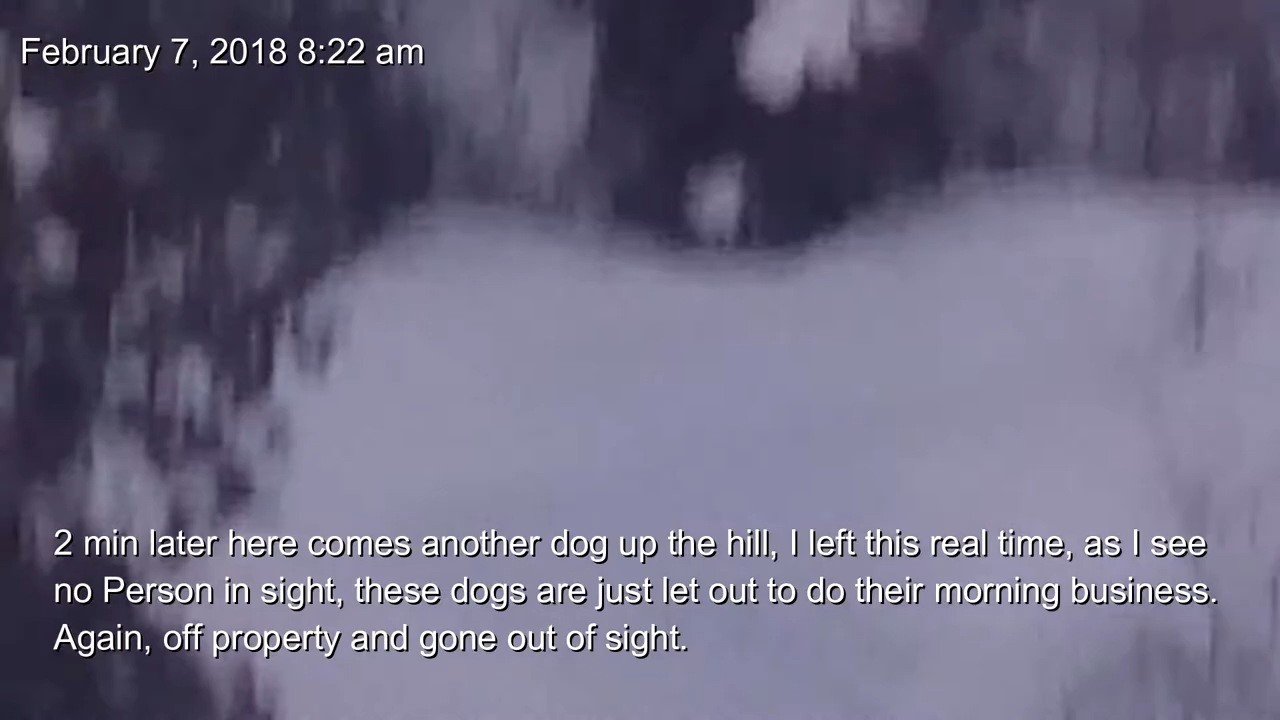 February 7, 2018 8:22 am
2 min later here comes another dog up the hill, I left this real time, as I see
no Person in sight, these dogs are just let out to do their morning business.
Again, off property and gone out of sight.